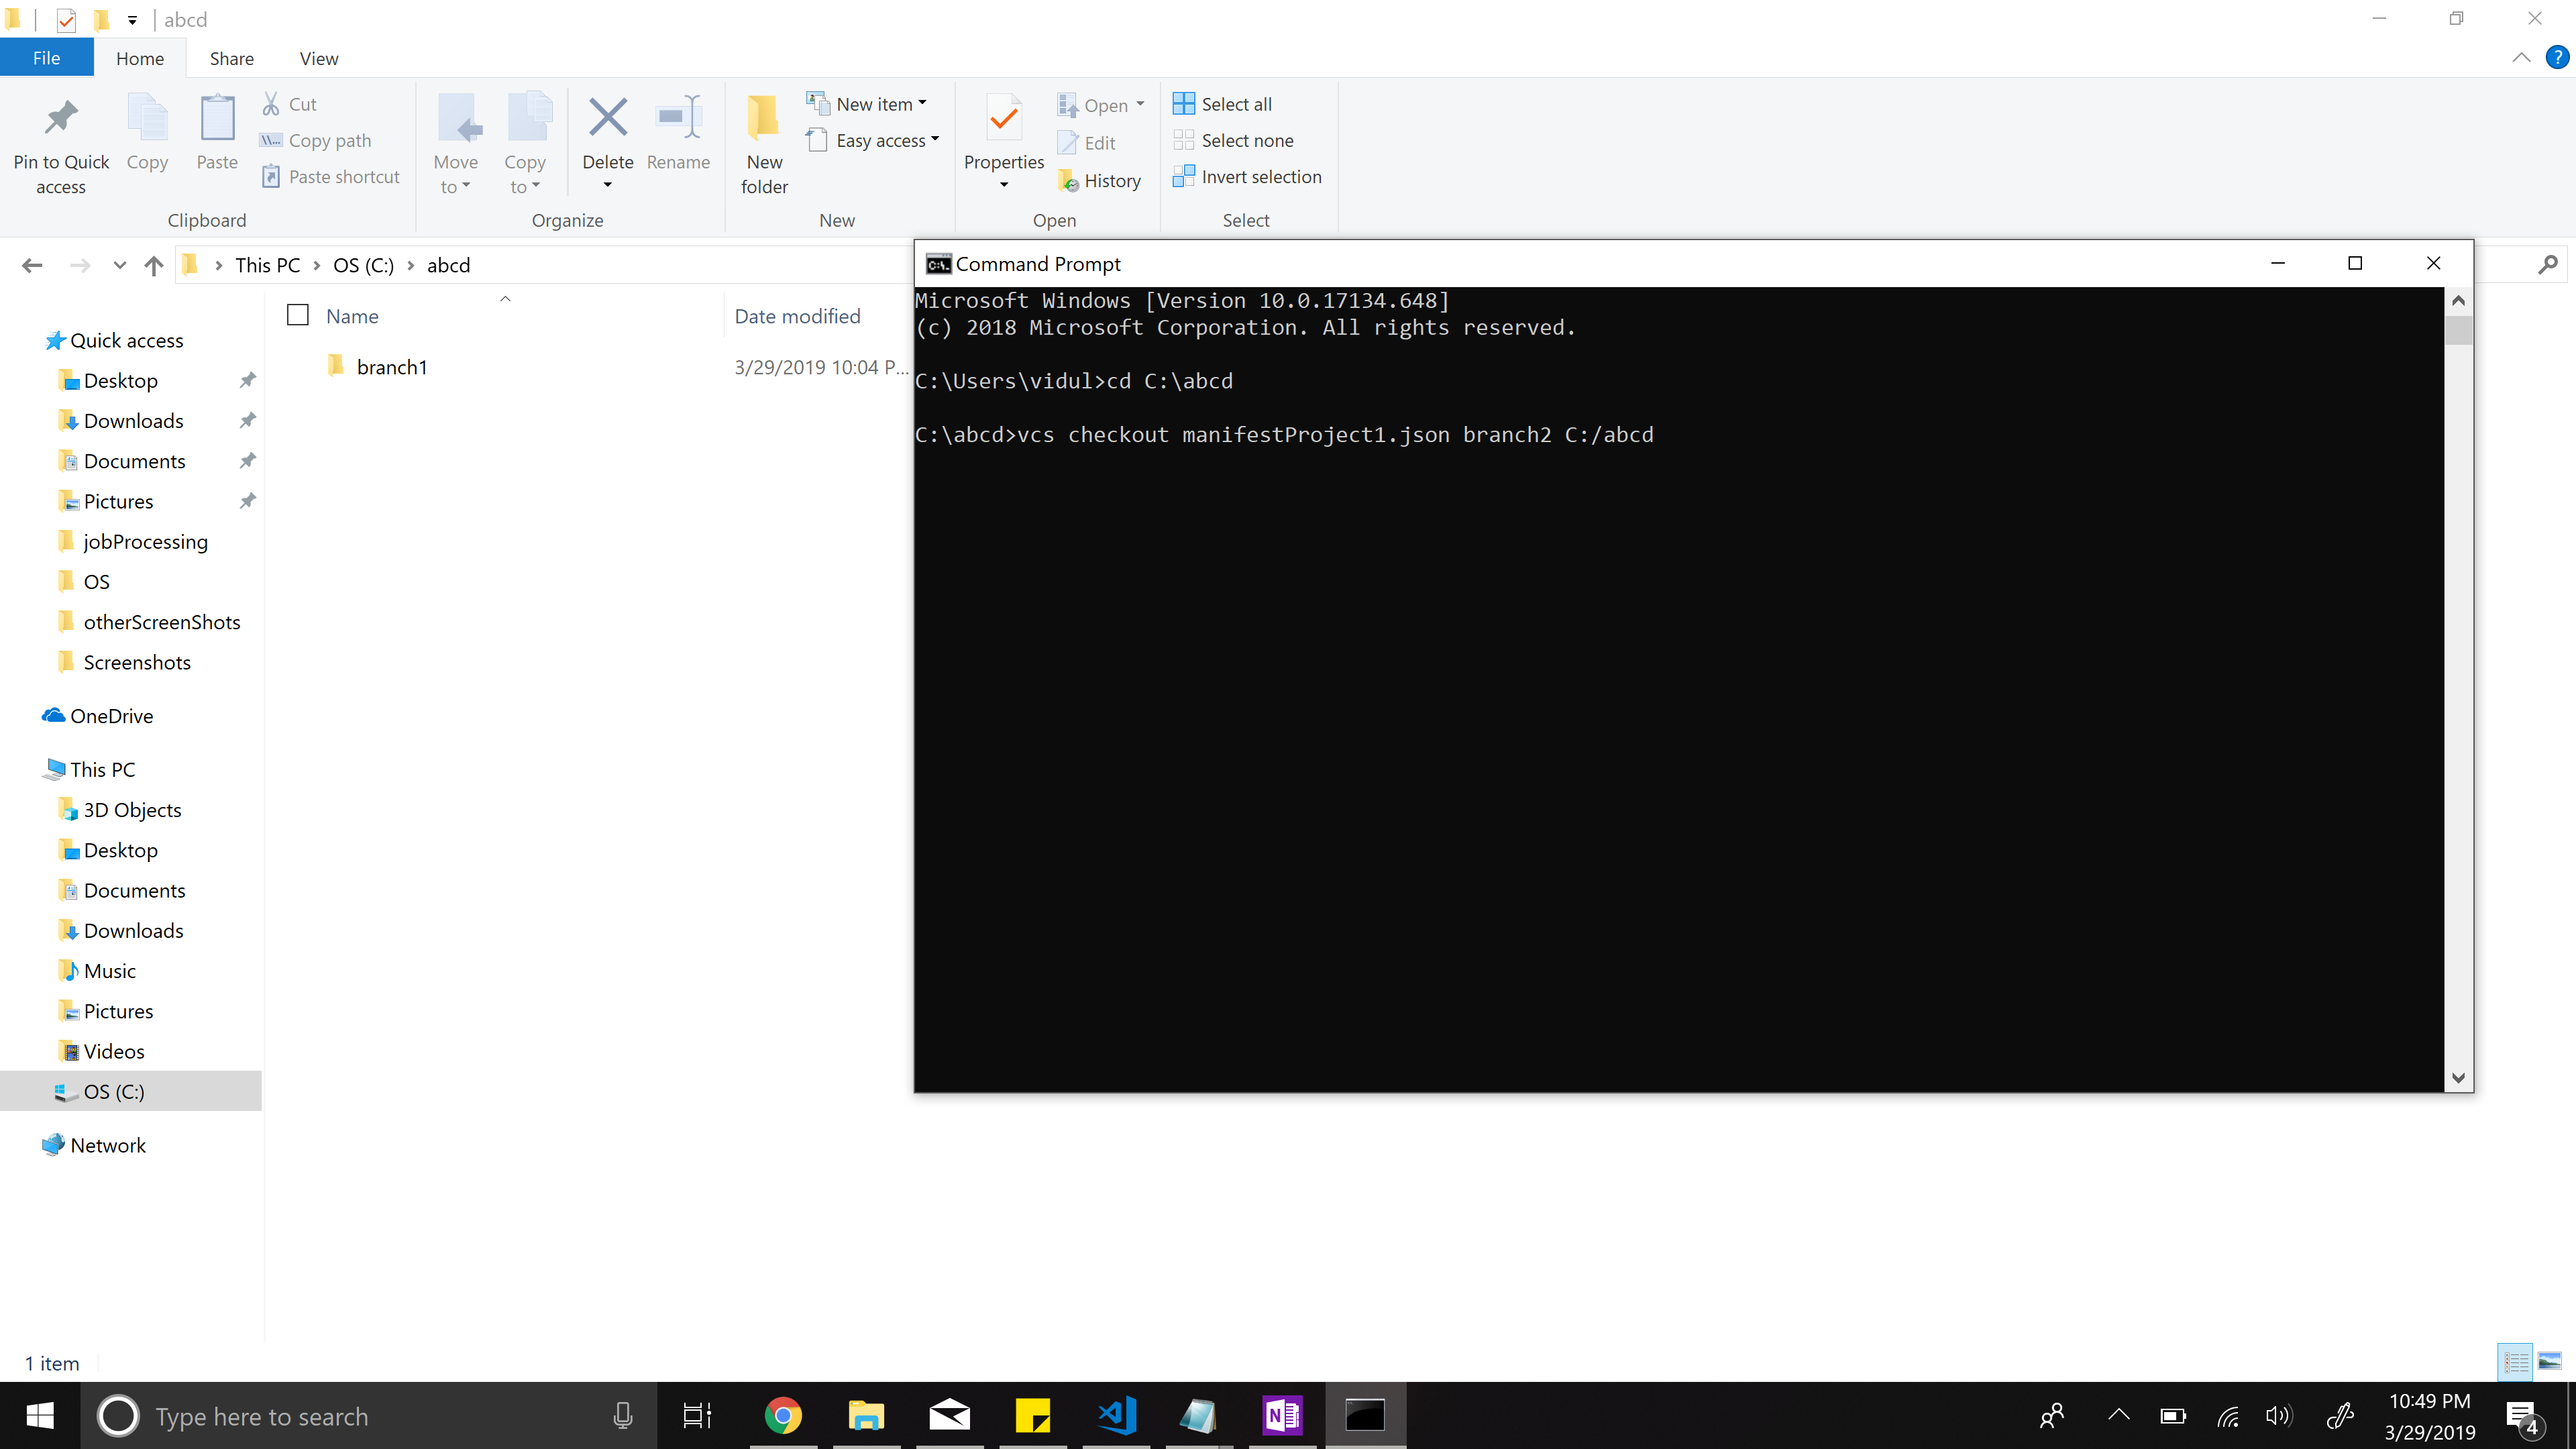 abcd
File Home Share View
Pin to Quick access
Copy
Paste
Cut
Copy path
Paste shortcut
Clipboard
Move to
Copy to
Delete
Rename
Organize
New folder
New item
Easy access
New
Properties
Open
Edit
History
Open
Select all
Select none
Invert selection
Select
This PC OS (C:) abcd
Name Date modified
branch1 3/29/2019 10:04 P...
Quick access
Desktop
Downloads
Documents
Pictures
jobProcessing
OS
otherScreenShots
Screenshots
OneDrive
This PC
3D Objects
Desktop
Documents
Downloads
Music
Pictures
Videos
OS (C:)
Network
1 item
Command Prompt
Microsoft Windows [Version 10.0.17134.648]
(c) 2018 Microsoft Corporation. All rights reserved.
C:\Users\vidul>cd C:\abcd
C:\abcd>vcs checkout manifestProject1.json branch2 C:/abcd
Type here to search
10:49 PM
3/29/2019
4